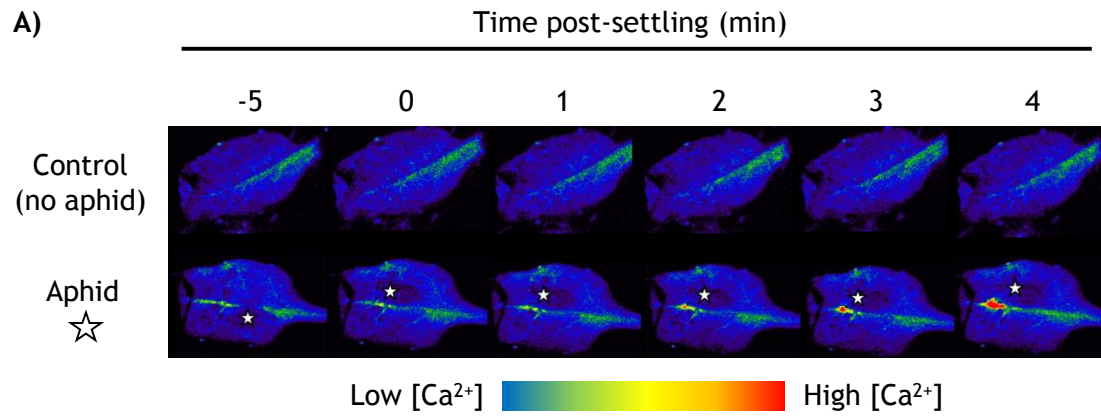 A)
Time post-settling (min)
-5 0 1 2 3 4
Control
(no aphid)
Aphid
Low [Ca²⁺] High [Ca²⁺]